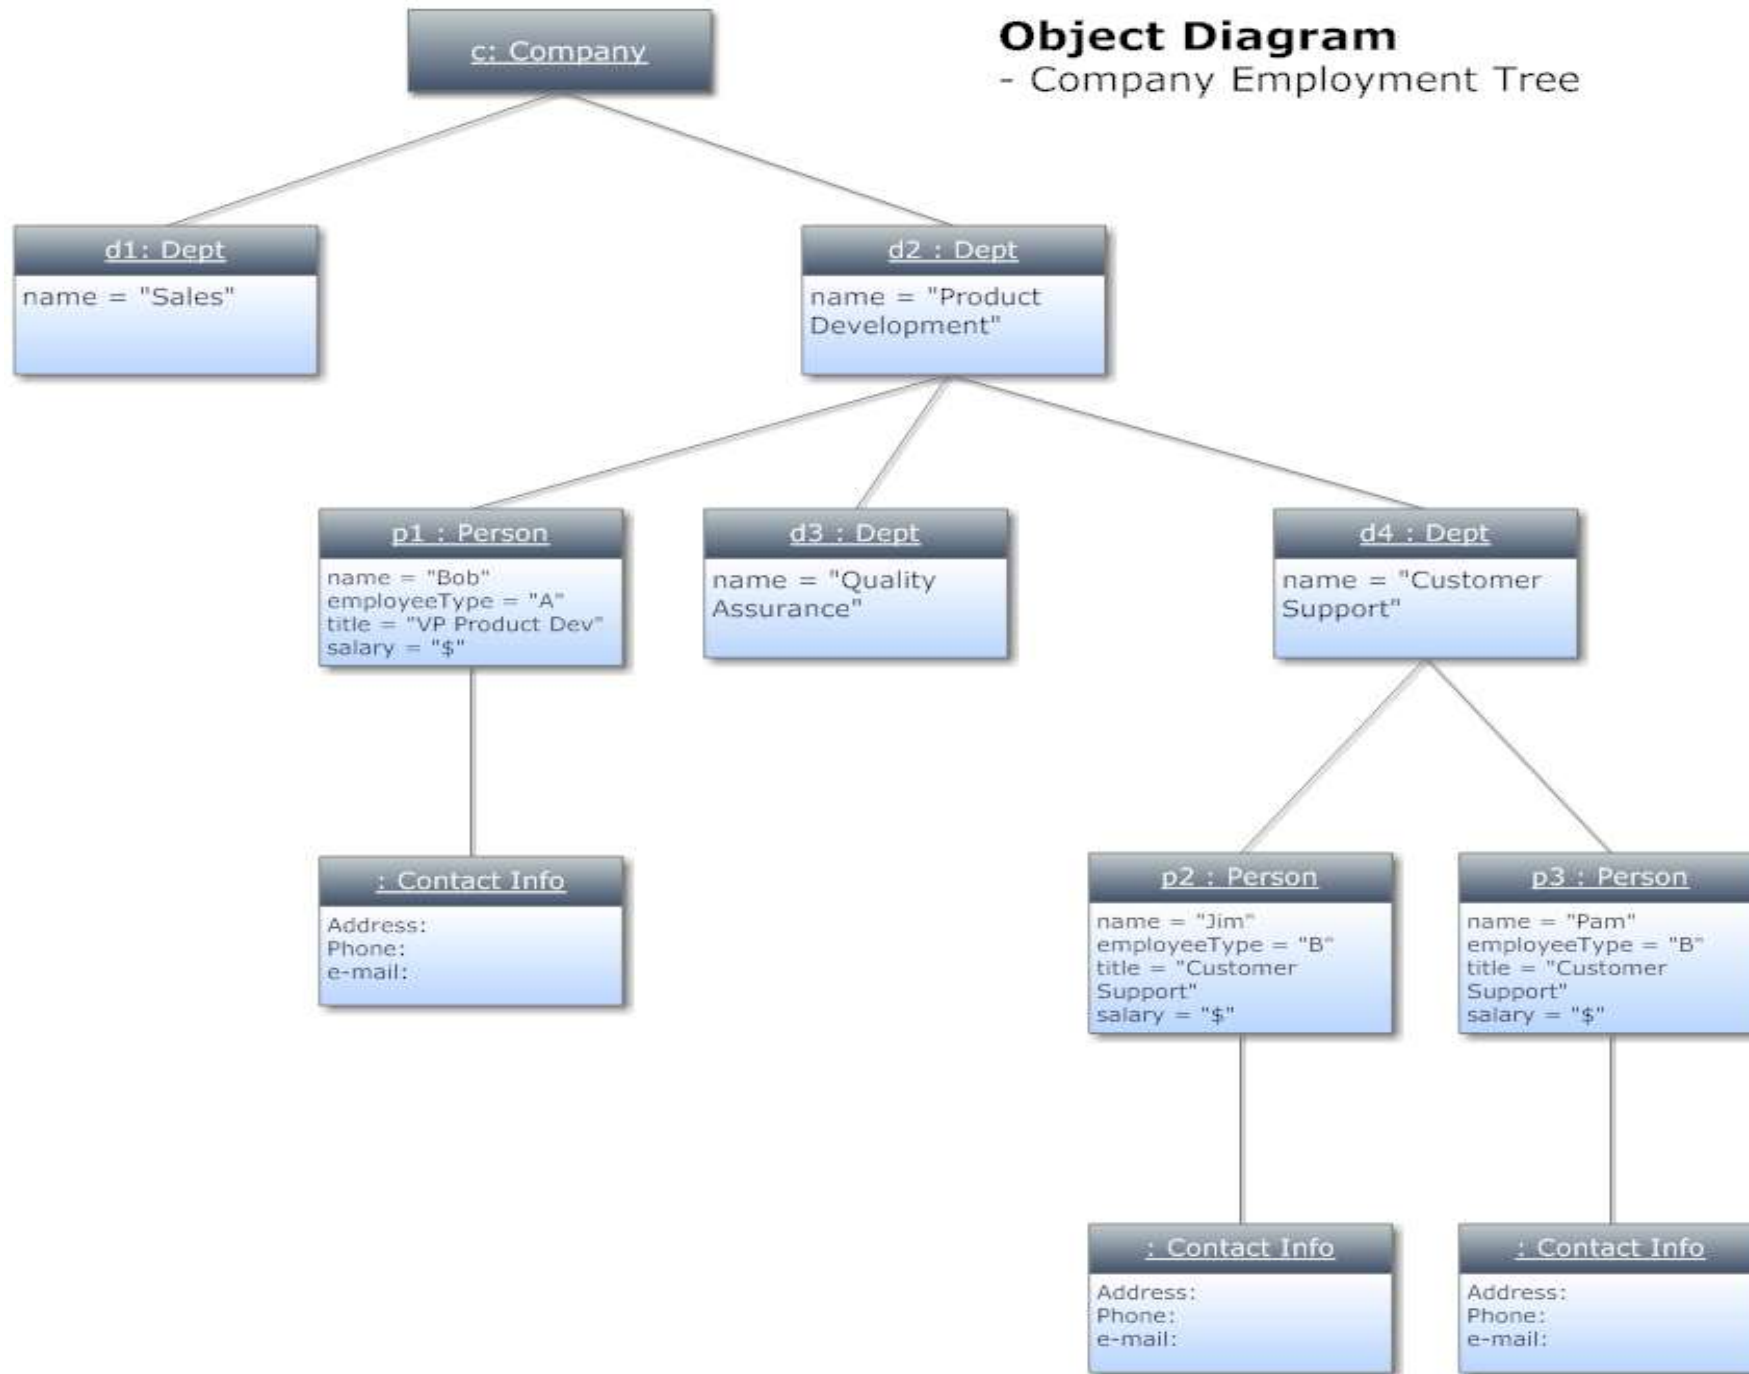 Object Diagram
- Company Employment Tree
c: Company
d1: Dept
name = "Sales"
d2 : Dept
name = "Product
Development"
p1 : Person
name = "Bob"
employeeType = "A"
title = "VP Product Dev"
salary = "$"
d3 : Dept
name = "Quality
Assurance"
d4 : Dept
name = "Customer
Support"
: Contact Info
Address:
Phone:
e-mail:
p2 : Person
name = "Jim"
employeeType = "B"
title = "Customer
Support"
salary = "$"
p3 : Person
name = "Pam"
employeeType = "B"
title = "Customer
Support"
salary = "$"
: Contact Info
Address:
Phone:
e-mail:
: Contact Info
Address:
Phone:
e-mail: